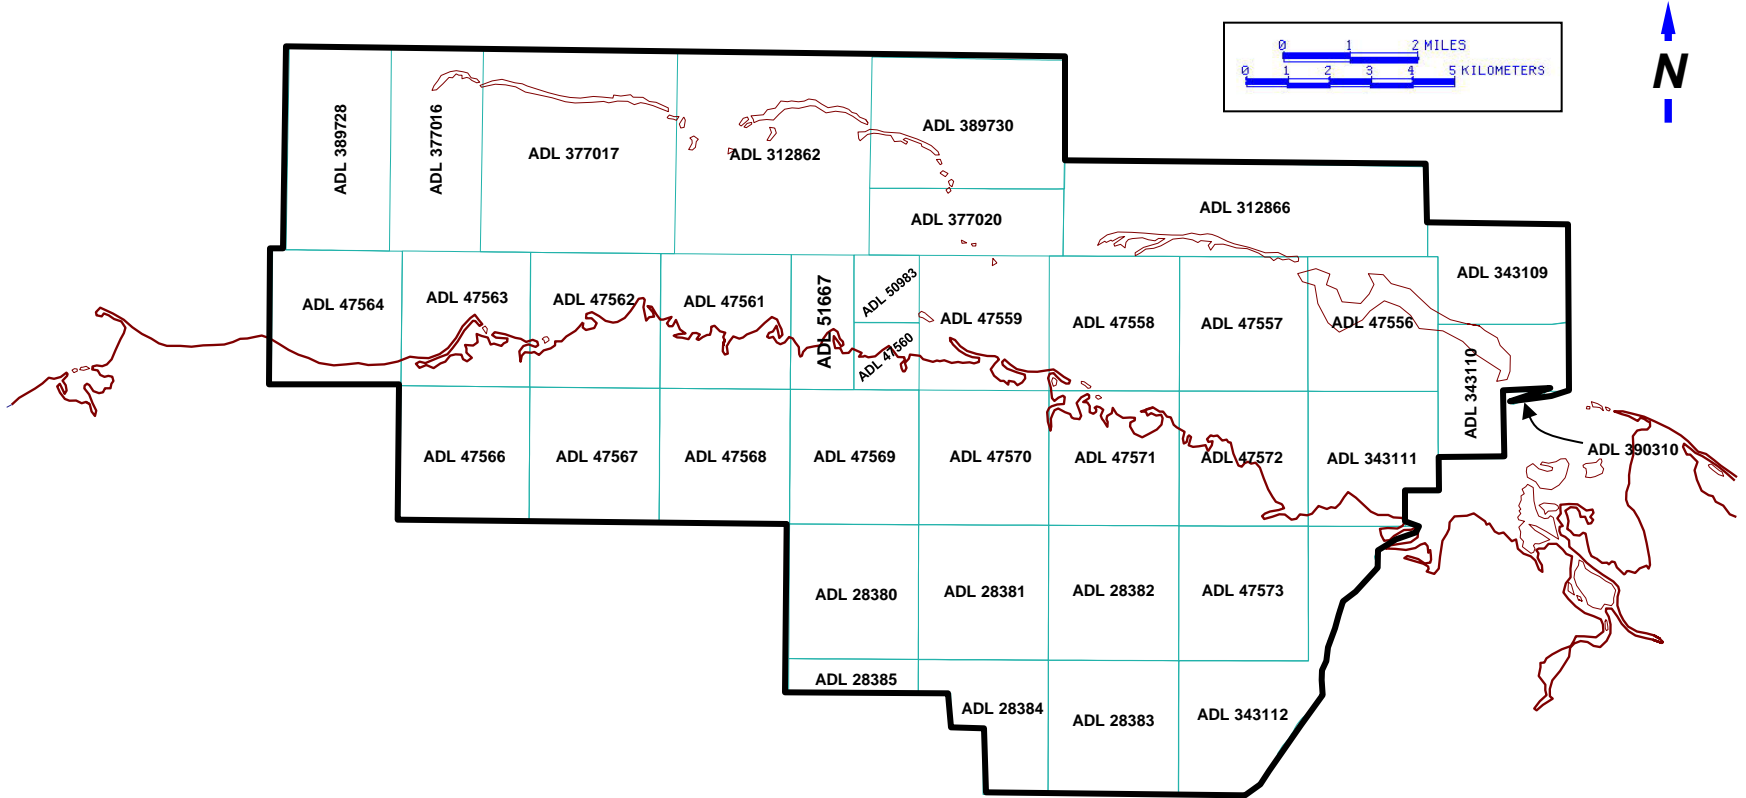 0 1 2 MILES
0 1 2 3 4 5 KILOMETERS
N
ADL 389728
ADL 377016
ADL 377017
ADL 312862
ADL 389730
ADL 377020
ADL 312866
ADL 343109
ADL 47564
ADL 47563
ADL 47562
ADL 47561
ADL 51667
ADL 50983
ADL 47560
ADL 47559
ADL 47558
ADL 47557
ADL 47556
ADL 343110
ADL 390310
ADL 47566
ADL 47567
ADL 47568
ADL 47569
ADL 47570
ADL 47571
ADL 47572
ADL 343111
ADL 28380
ADL 28381
ADL 28382
ADL 47573
ADL 28385
ADL 28384
ADL 28383
ADL 343112